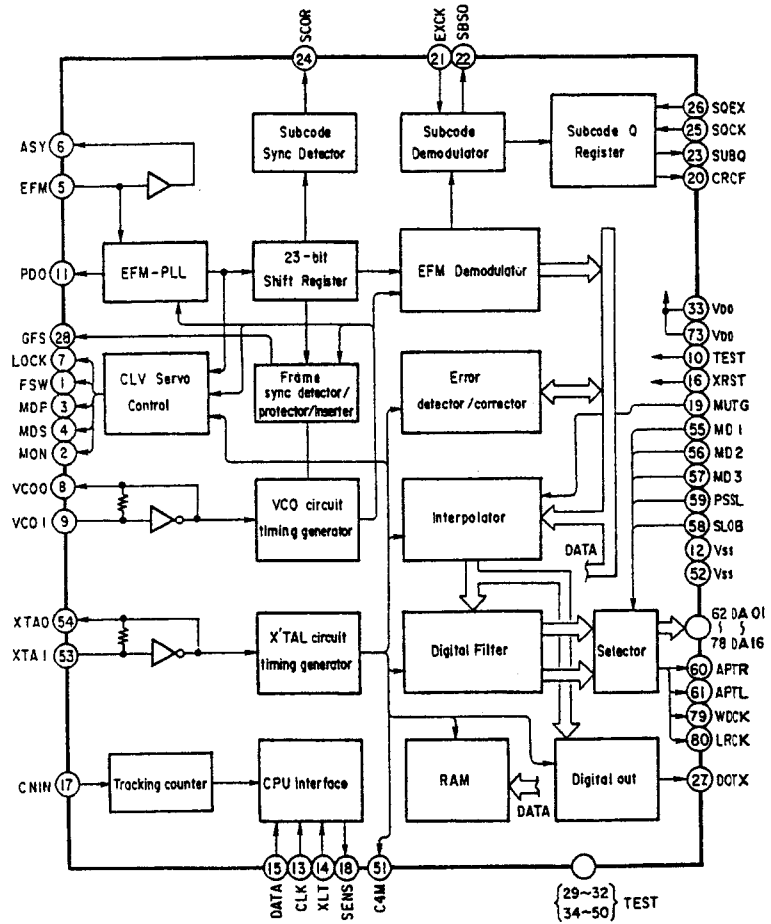 SCOR
EXCK
SBSO
24
21
22
ASY 6
EFM 5
Subcode
Sync Detector
Subcode
Demodulator
Subcode Q
Register
26 SQEX
25 SQCK
23 SUBQ
20 CRCF
PDO 11
EFM-PLL
23-bit
Shift Register
EFM Demodulator
GFS 28
LOCK 7
FSW 1
MDP 3
MDS 4
MON 2
CLV Servo
Control
Frame
sync detector/
protector/inserter
Error
detector/corrector
33 VDD
73 VDD
10 TEST
16 XRST
19 MUTG
55 MD1
56 MD2
57 MD3
59 PSSL
58 SLOB
12 Vss
52 Vss
VCOO 8
VCOI 9
VCO circuit
timing generator
Interpolator
DATA
XTAO 54
XTAI 53
X'TAL circuit
timing generator
Digital Filter
Selector
62 DA01
78 DA16
60 APTR
61 APTL
79 WDCK
80 LRCK
CNIN 17
Tracking counter
CPU Interface
RAM
DATA
Digital out
27 DOTX
15
13
14
18
51
DATA
CLK
XLT
SENS
C4M
{29~32
34~50} TEST